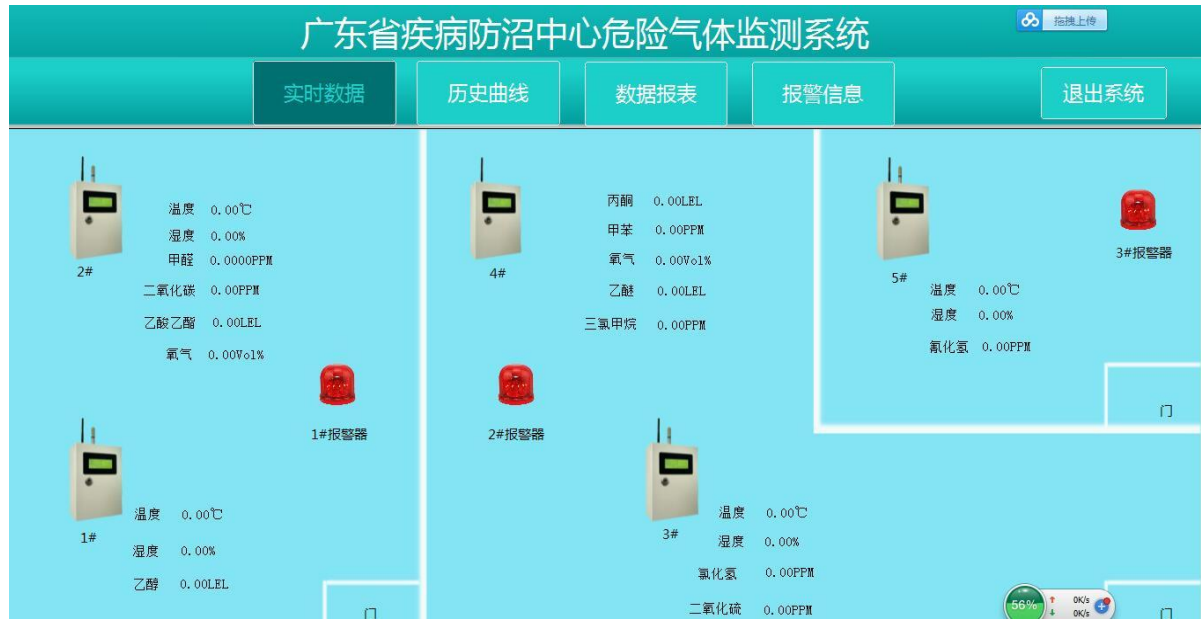 广东省疾病防沼中心危险气体监测系统
拖拽上传
实时数据
历史曲线
数据报表
报警信息
退出系统
温度 0.00℃
湿度 0.00%
甲醛 0.0000PPM
二氧化碳 0.00PPM
乙酸乙酯 0.00LEL
氧气 0.00Vol%
2#
1#报警器
温度 0.00℃
湿度 0.00%
乙醇 0.00LEL
1#
门
丙酮 0.00LEL
甲苯 0.00PPM
氧气 0.00Vol%
乙醚 0.00LEL
三氯甲烷 0.00PPM
4#
2#报警器
温度 0.00℃
湿度 0.00%
氯化氢 0.00PPM
二氧化硫 0.00PPM
3#
5#
温度 0.00℃
湿度 0.00%
氰化氢 0.00PPM
3#报警器
门
56%
0K/s
0K/s
门